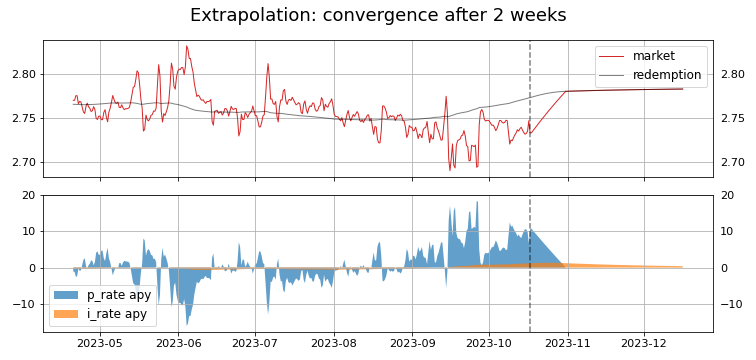 Extrapolation: convergence after 2 weeks
2.80
2.75
2.70
market
redemption
2.80
2.75
2.70
20
10
0
−10
p_rate apy
i_rate apy
20
10
0
−10
2023-05 2023-06 2023-07 2023-08 2023-09 2023-10 2023-11 2023-12